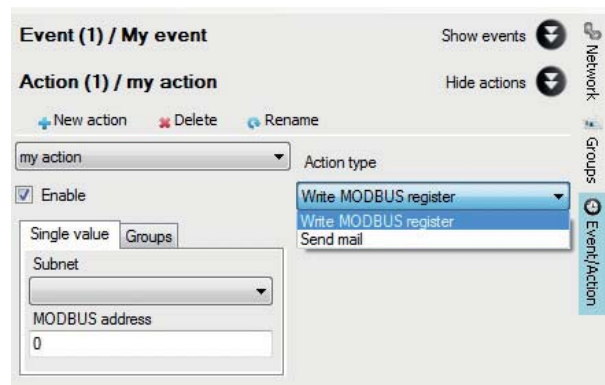 Event (1) / My event
Show events
Action (1) / my action
Hide actions
New action
Delete
Rename
my action
Action type
Enable
Write MODBUS register
Write MODBUS register
Send mail
Single value
Groups
Subnet
MODBUS address
0
Network
Groups
Event/Action